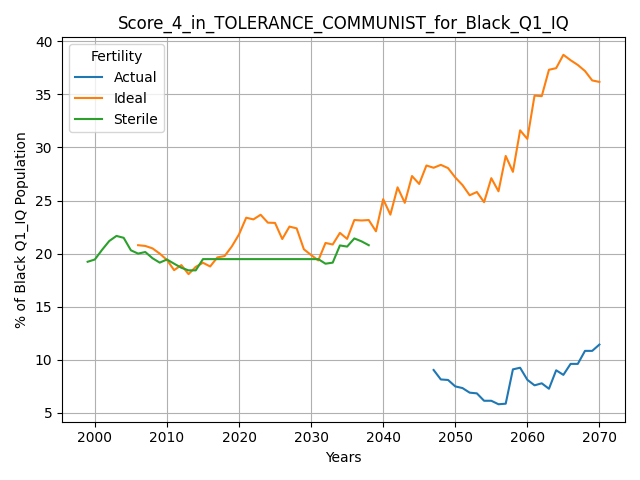 Score_4_in_TOLERANCE_COMMUNIST_for_Black_Q1_IQ
% of Black Q1_IQ Population
40
35
30
25
20
15
10
5
Fertility
Actual
Ideal
Sterile
2000 2010 2020 2030 2040 2050 2060 2070
Years